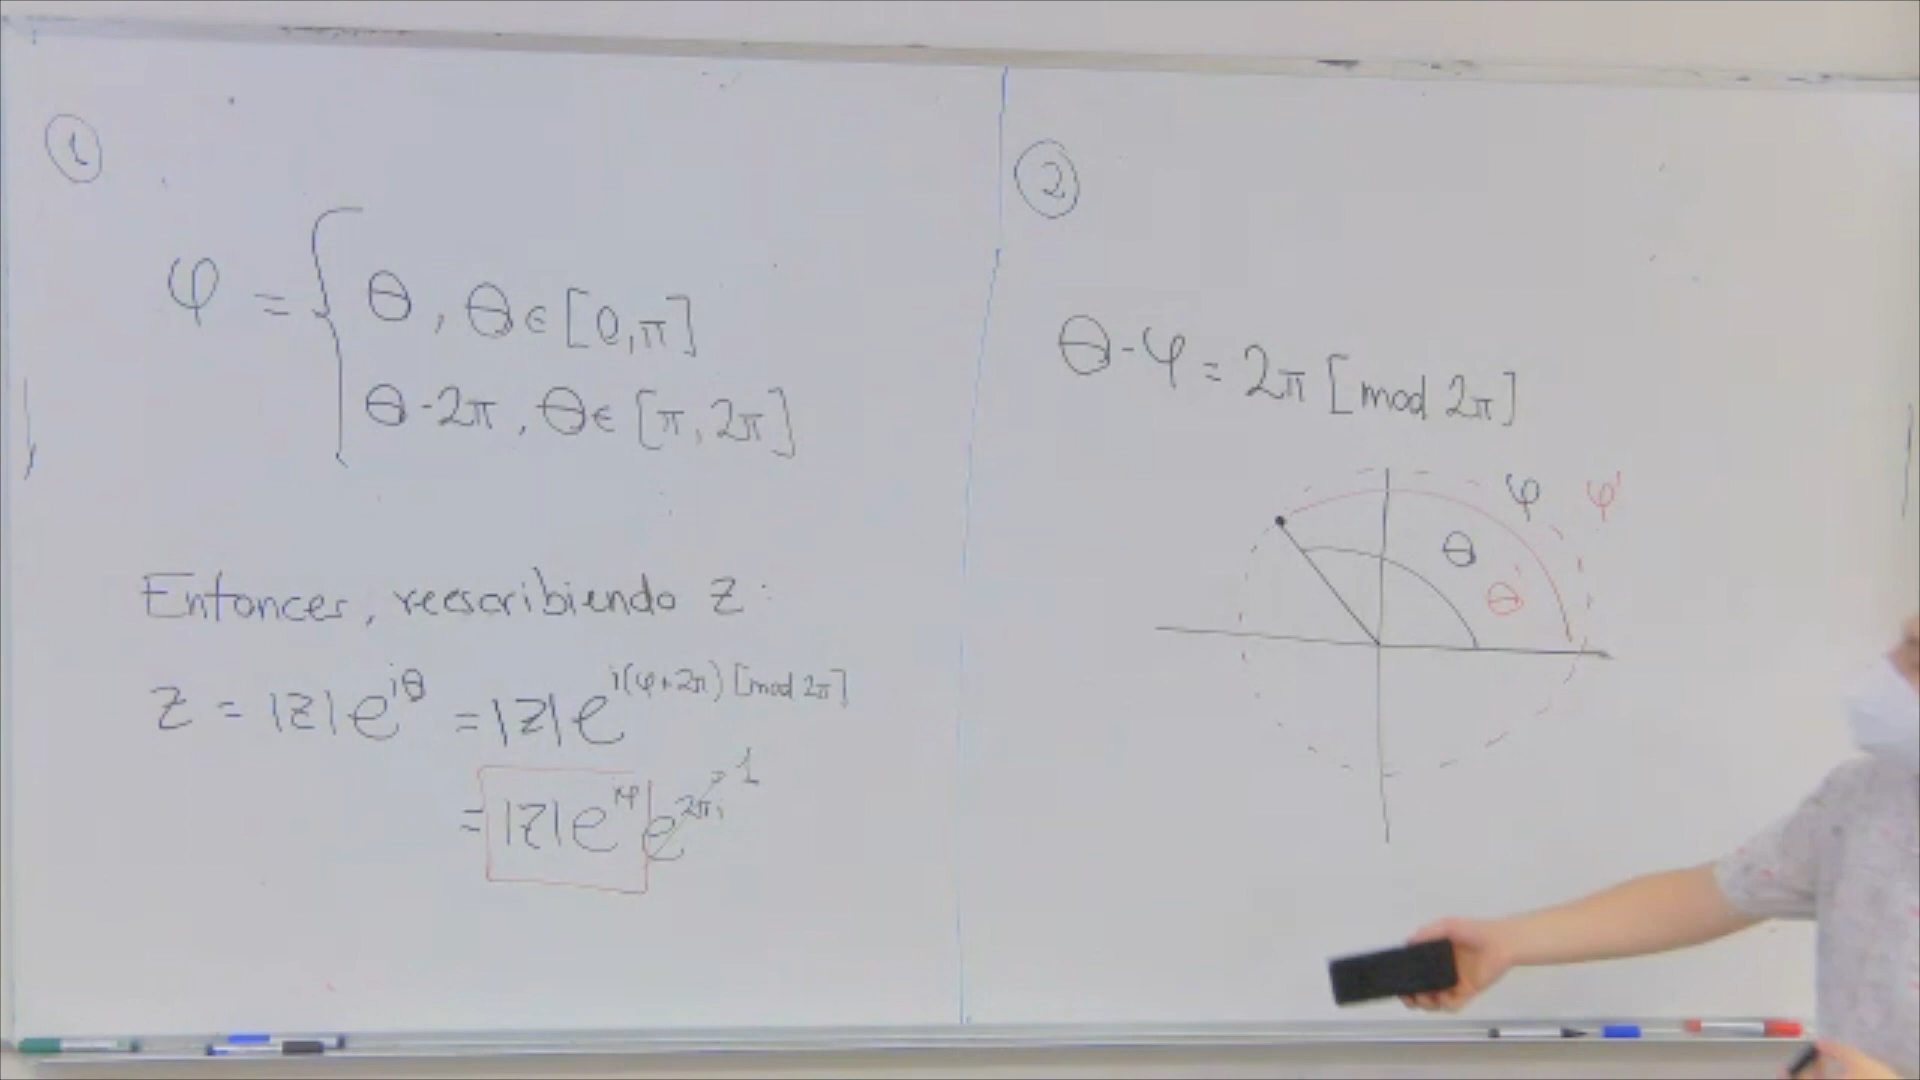 ①
φ = { θ, θ ∈ [0, π]
θ - 2π, θ ∈ [π, 2π]
Entonces, reescribiendo z:
z = |z| e^{iθ} = |z| e^{i(φ+2π) [mod 2π]}
= |z| e^{iφ} e^{2πi} → 1
②
θ - φ = 2π [mod 2π]
φ φ'
θ
θ'